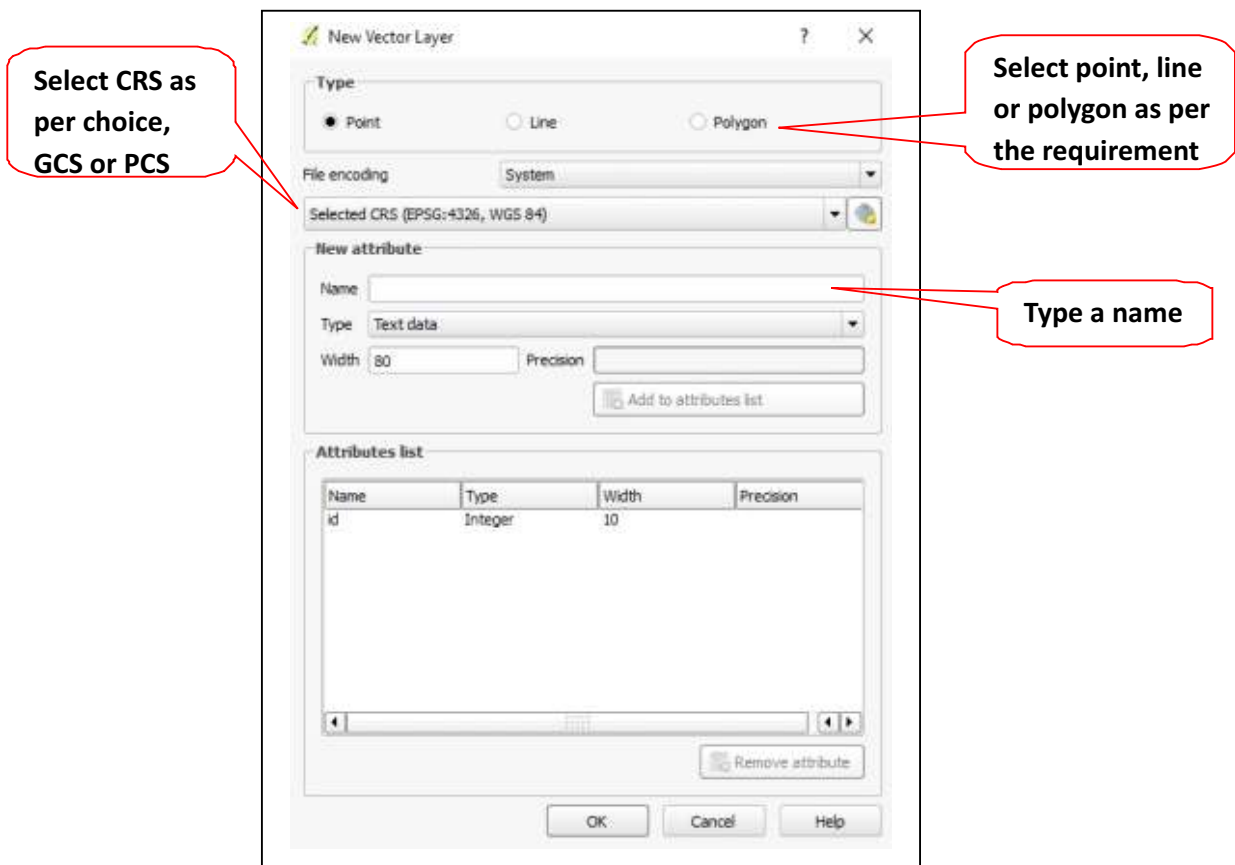 New Vector Layer
?
Select CRS as
per choice,
GCS or PCS
Select point, line
or polygon as per
the requirement
Type
Point
Line
Polygon
File encoding
System
Selected CRS (EPSG:4326, WGS 84)
New attribute
Name
Type a name
Type
Text data
Width
80
Precision
Add to attributes list
Attributes list
Name Type Width Precision
id Integer 10
Remove attribute
OK
Cancel
Help